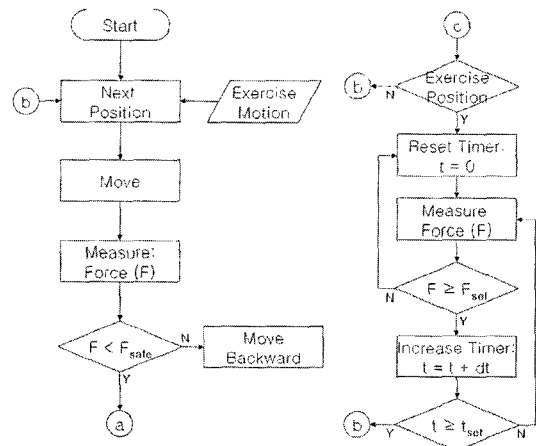 Start
b
Next
Position
Exercise
Motion
Move
Measure:
Force (F)
F < Fsafe
N
Y
Move
Backward
a
c
b
N
Exercise
Position
Y
Reset Timer:
t = 0
Measure
Force (F)
F ≥ Fset
N
Y
Increase Timer:
t = t + dt
b
Y
t ≥ tset
N